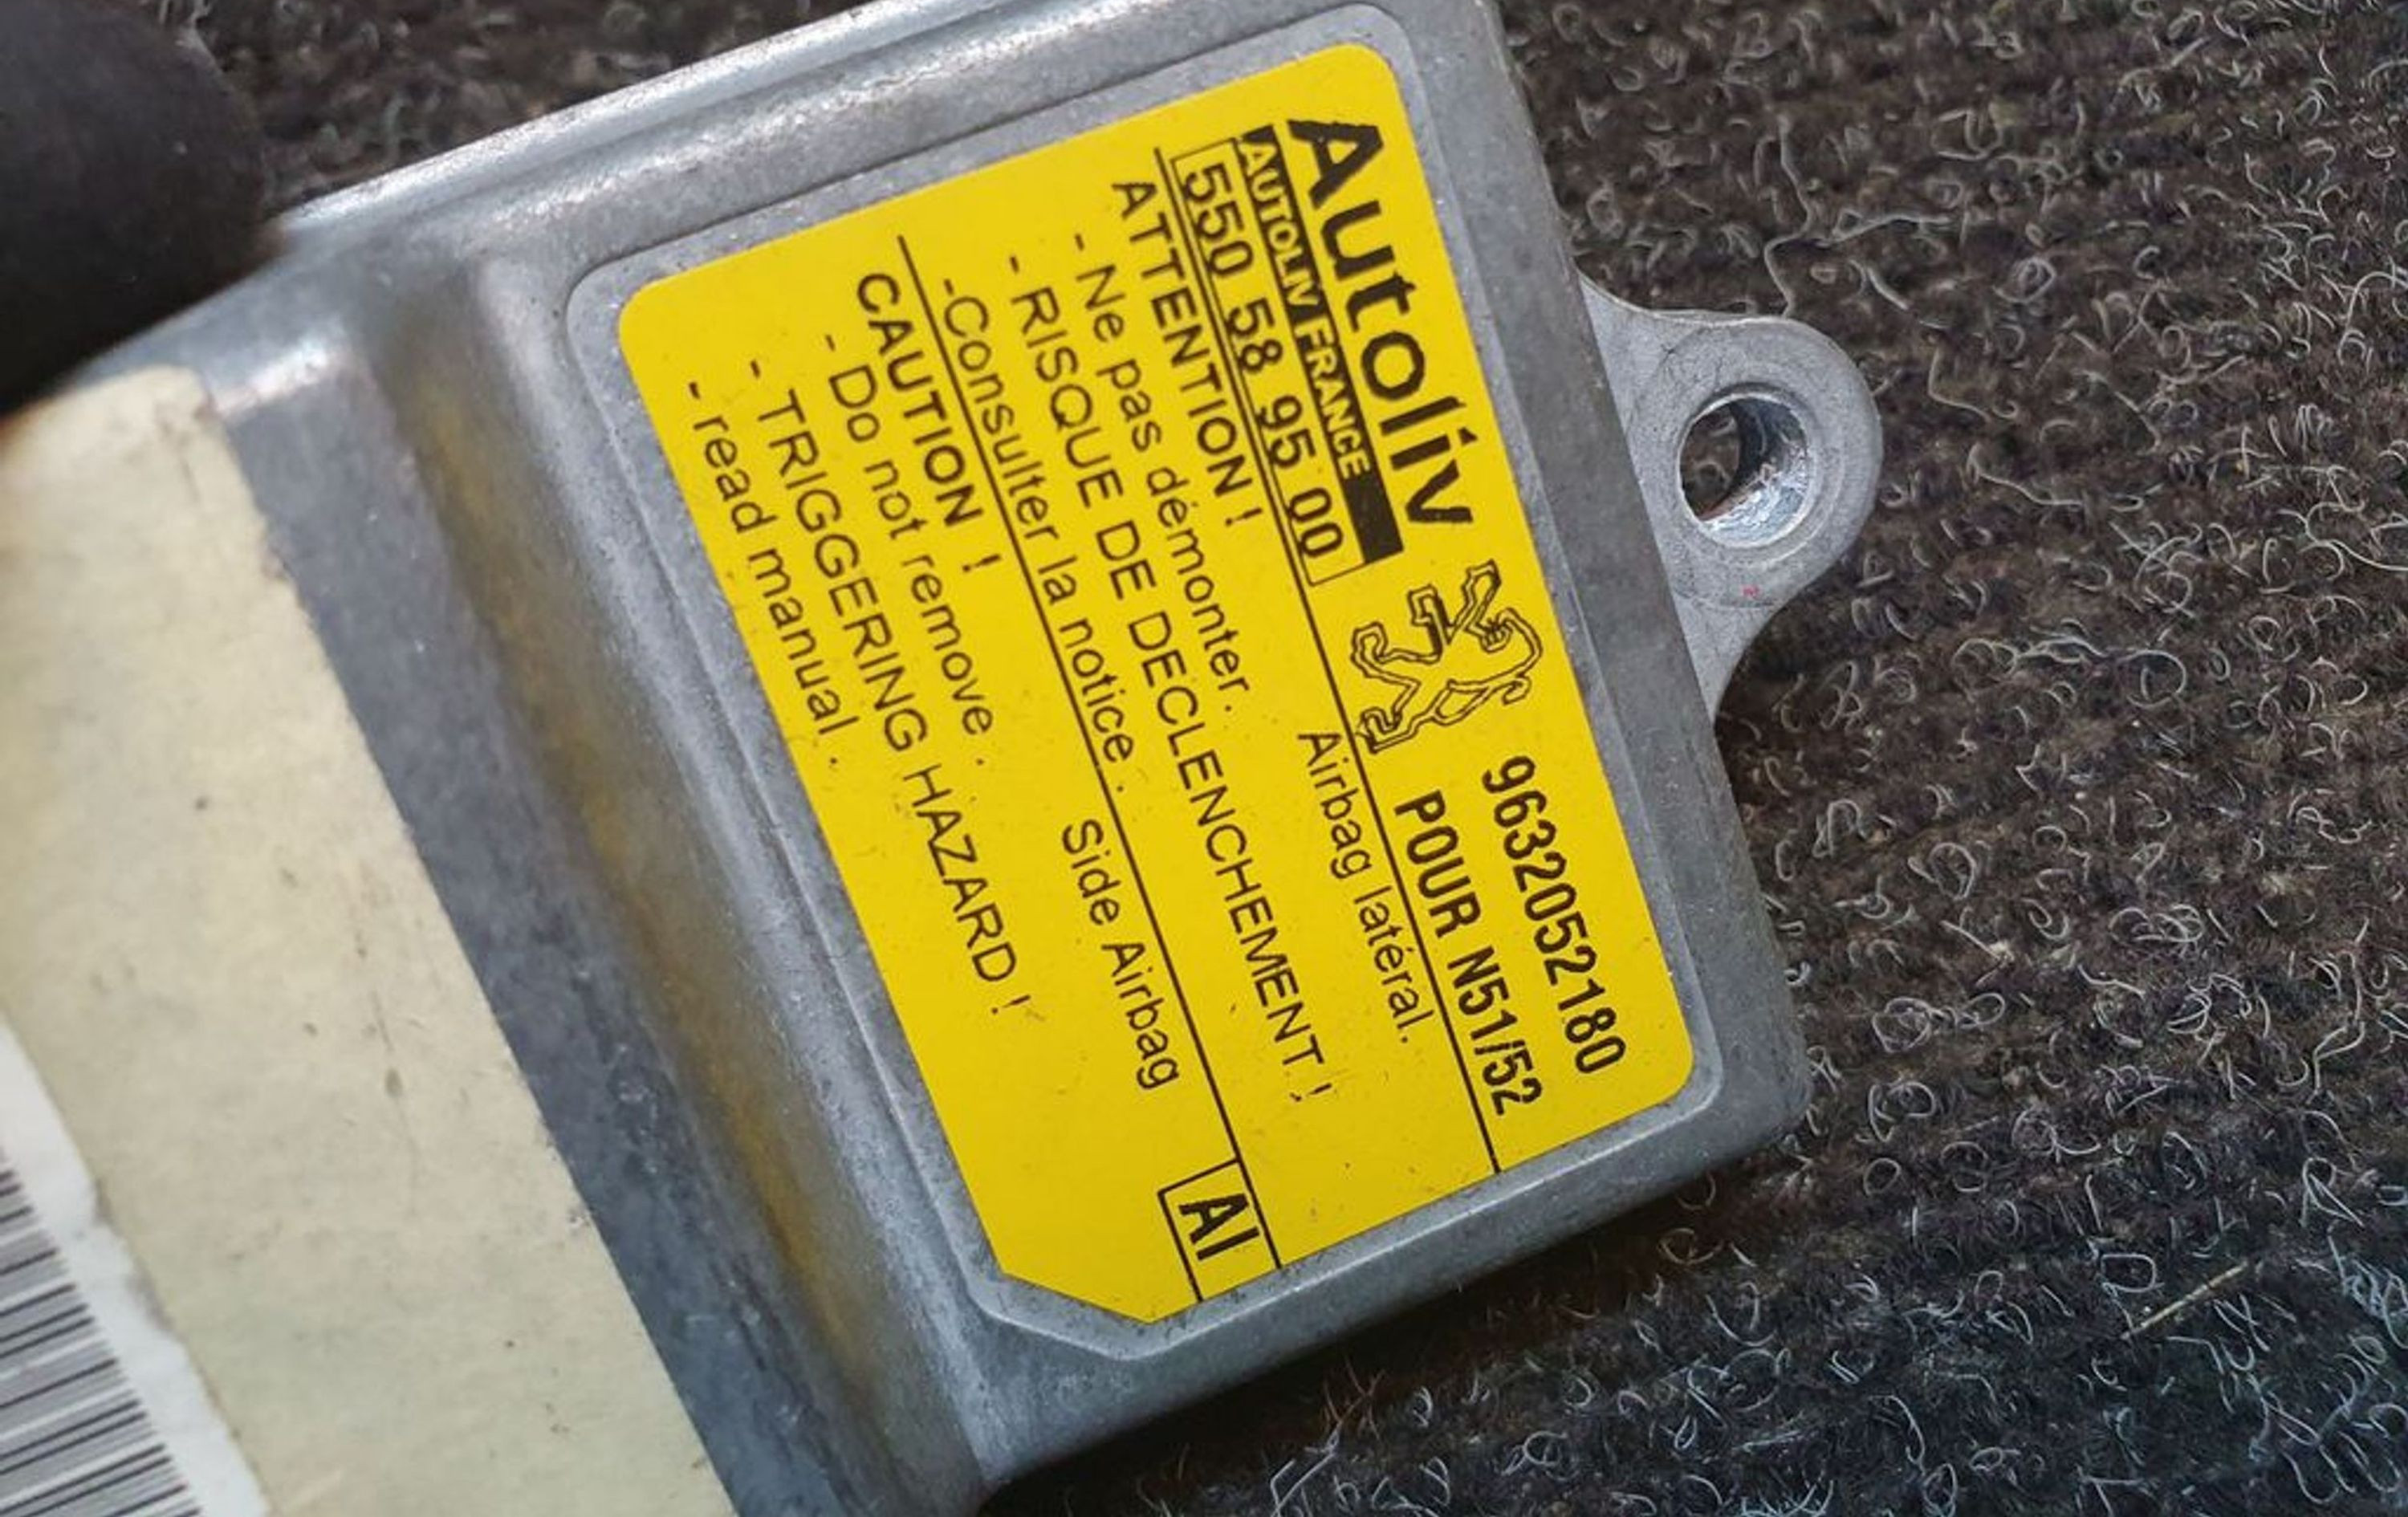 Autoliv
AUTOLIV FRANCE
550 58 95 00
9632052180
POUR N51/52
ATTENTION !
Airbag latéral.
- Ne pas démonter.
- RISQUE DE DECLENCHEMENT !
-Consulter la notice .
CAUTION !
Side Airbag
- Do not remove .
- TRIGGERING HAZARD !
- read manual .
AI